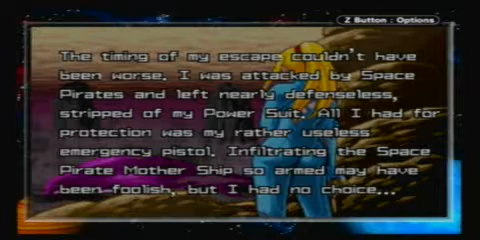 Z Button : Options
The timing of my escape couldn't have
been worse. I was attacked by Space
Pirates and left nearly defenseless,
stripped of my Power Suit. All I had for
protection was my rather useless
emergency pistol. Infiltrating the Space
Pirate Mother Ship so armed may have
been foolish, but I had no choice...